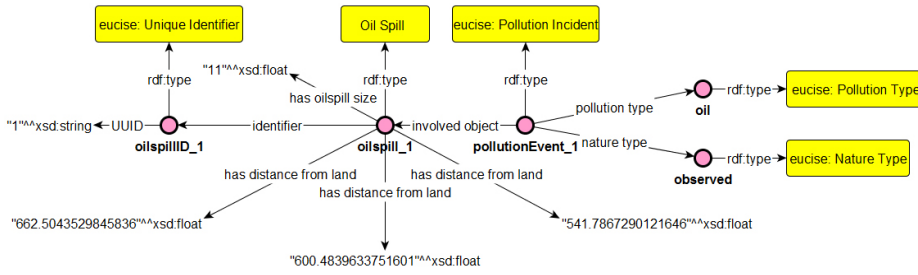 eucise: Unique Identifier
Oil Spill
eucise: Pollution Incident
rdf:type
"11"^^xsd:float
rdf:type
rdf:type
has oilspill size
pollution type
oil
rdf:type
eucise: Pollution Type
"1"^^xsd:string
UUID
oilspillID_1
identifier
oilspill_1
involved object
pollutionEvent_1
nature type
observed
rdf:type
eucise: Nature Type
has distance from land
has distance from land
has distance from land
"662.5043529845836"^^xsd:float
"541.7867290121646"^^xsd:float
"600.4839633751601"^^xsd:float